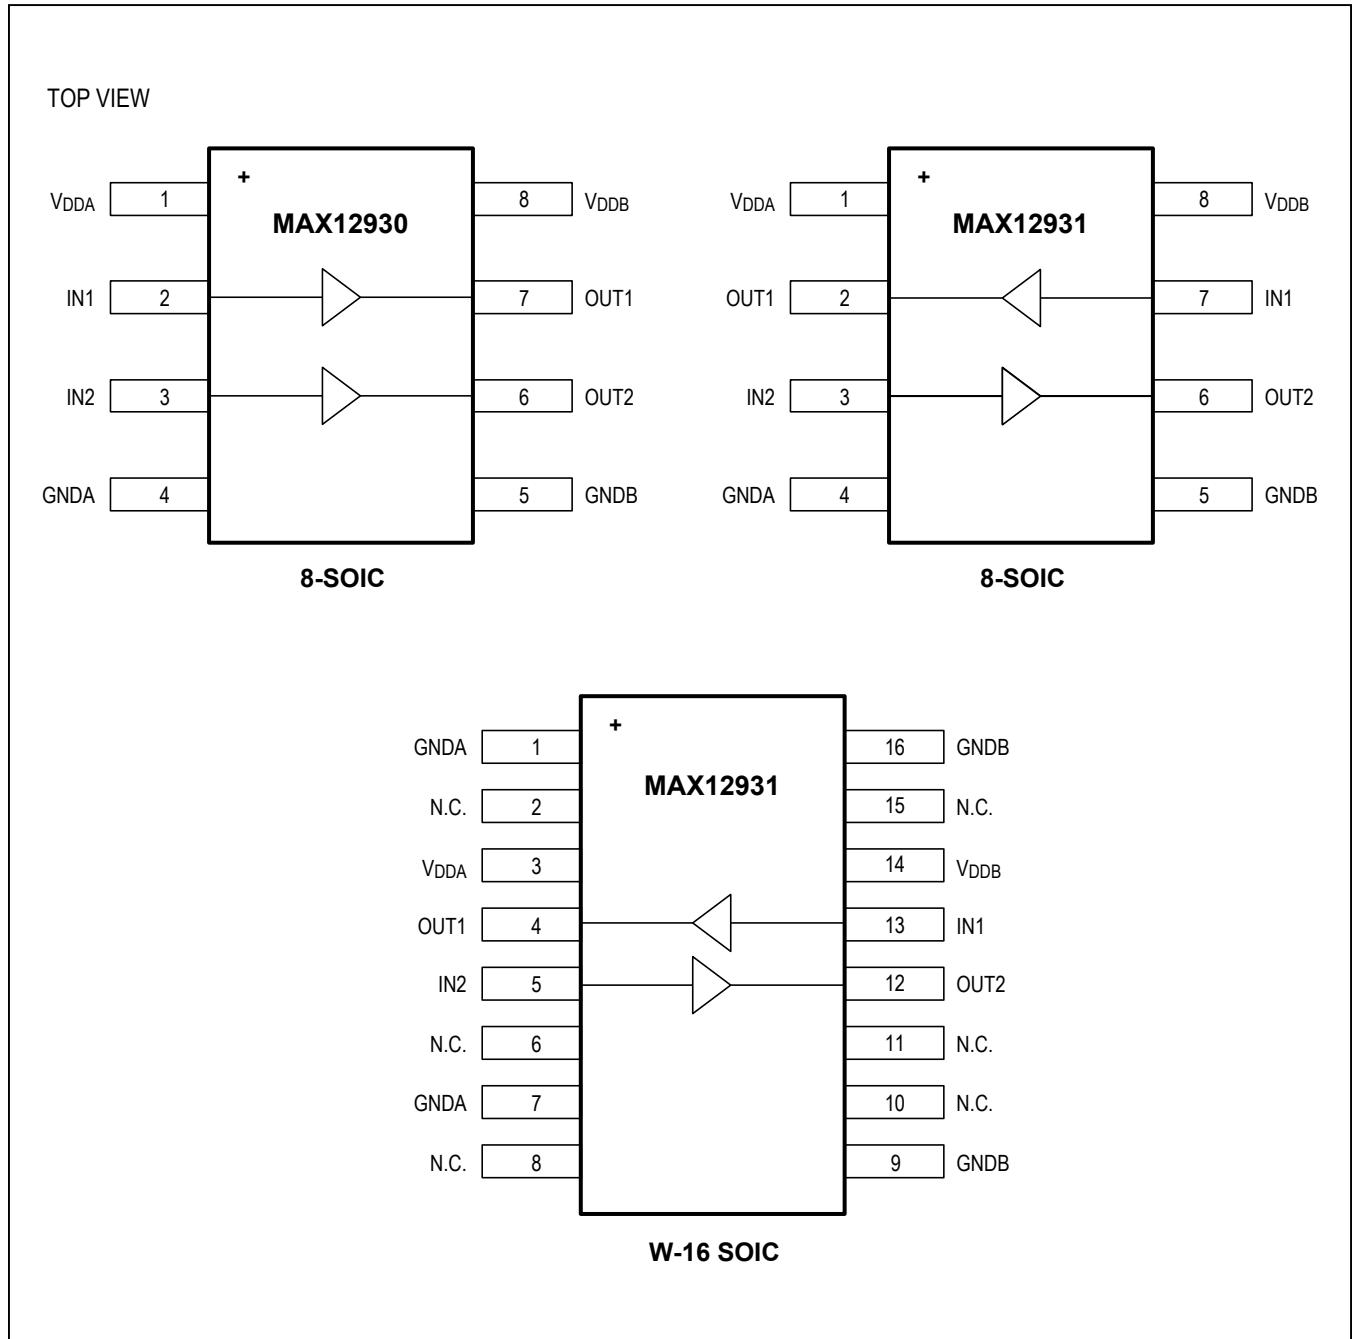 TOP VIEW
+
MAX12930
VDDA 1 8 VDDB
IN1 2 7 OUT1
IN2 3 6 OUT2
GNDA 4 5 GNDB
8-SOIC
+
MAX12931
VDDA 1 8 VDDB
OUT1 2 7 IN1
IN2 3 6 OUT2
GNDA 4 5 GNDB
8-SOIC
+
MAX12931
GNDA 1 16 GNDB
N.C. 2 15 N.C.
VDDA 3 14 VDDB
OUT1 4 13 IN1
IN2 5 12 OUT2
N.C. 6 11 N.C.
GNDA 7 10 N.C.
N.C. 8 9 GNDB
W-16 SOIC